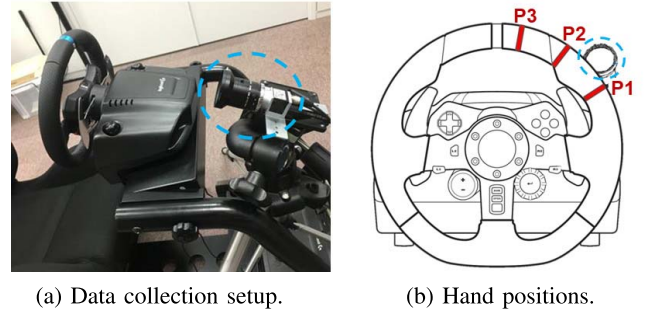 P3
P2
P1
(a) Data collection setup.
(b) Hand positions.